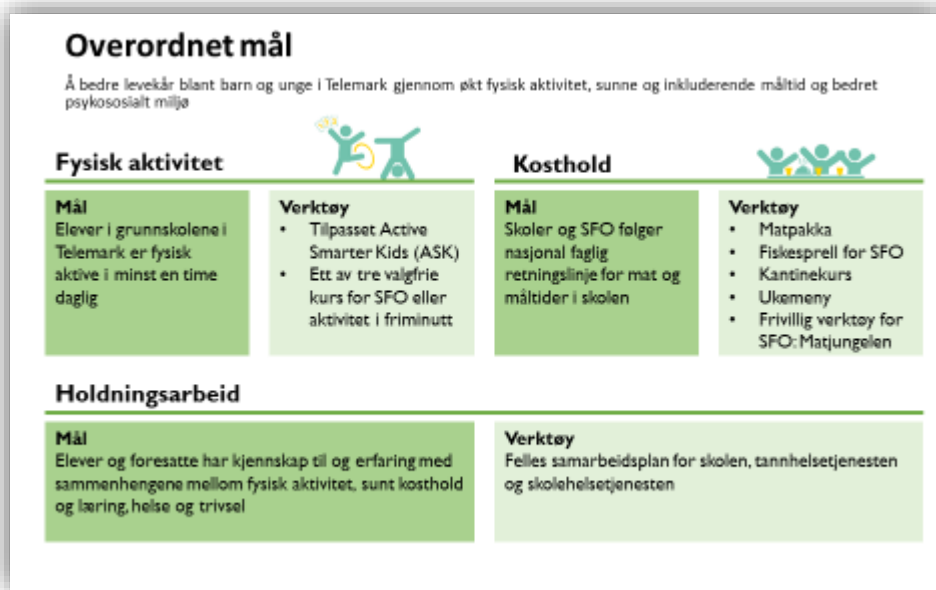 Overordnet mål
Å bedre levekår blant barn og unge i Telemark gjennom økt fysisk aktivitet, sunne og inkluderende måltid og bedret
psykososialt miljø
Fysisk aktivitet
Mål
Elever i grunnskolene i
Telemark er fysisk
aktive i minst en time
daglig
Verktøy
• Tilpasset Active
Smarter Kids (ASK)
• Ett av tre valgfrie
kurs for SFO eller
aktivitet i friminutt
Kosthold
Mål
Skoler og SFO følger
nasjonal faglig
retningslinje for mat og
måltider i skolen
Verktøy
• Matpakka
• Fiskesprell for SFO
• Kantinekurs
• Ukemeny
• Frivillig verktøy for
SFO: Matjungelen
Holdningsarbeid
Mål
Elever og foresatte har kjennskap til og erfaring med
sammenhengene mellom fysisk aktivitet, sunt kosthold
og læring, helse og trivsel
Verktøy
Felles samarbeidsplan for skolen, tannhelsetjenesten
og skolehelsetjenesten